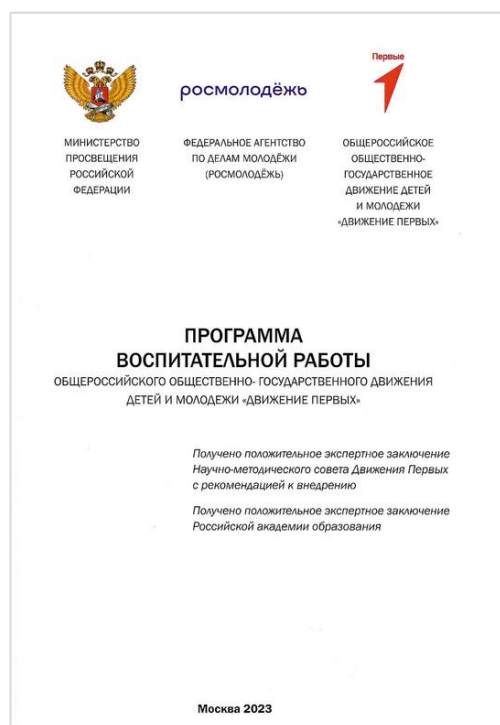 Первые
росмолодёжь
МИНИСТЕРСТВО
ПРОСВЕЩЕНИЯ
РОССИЙСКОЙ
ФЕДЕРАЦИИ
ФЕДЕРАЛЬНОЕ АГЕНТСТВО
ПО ДЕЛАМ МОЛОДЁЖИ
(РОСМОЛОДЁЖЬ)
ОБЩЕРОССИЙСКОЕ
ОБЩЕСТВЕННО-
ГОСУДАРСТВЕННОЕ
ДВИЖЕНИЕ ДЕТЕЙ
И МОЛОДЕЖИ
«ДВИЖЕНИЕ ПЕРВЫХ»
ПРОГРАММА
ВОСПИТАТЕЛЬНОЙ РАБОТЫ
ОБЩЕРОССИЙСКОГО ОБЩЕСТВЕННО- ГОСУДАРСТВЕННОГО ДВИЖЕНИЯ
ДЕТЕЙ И МОЛОДЕЖИ «ДВИЖЕНИЕ ПЕРВЫХ»
Получено положительное экспертное заключение
Научно-методического совета Движения Первых
с рекомендацией к внедрению
Получено положительное экспертное заключение
Российской академии образования
Москва 2023